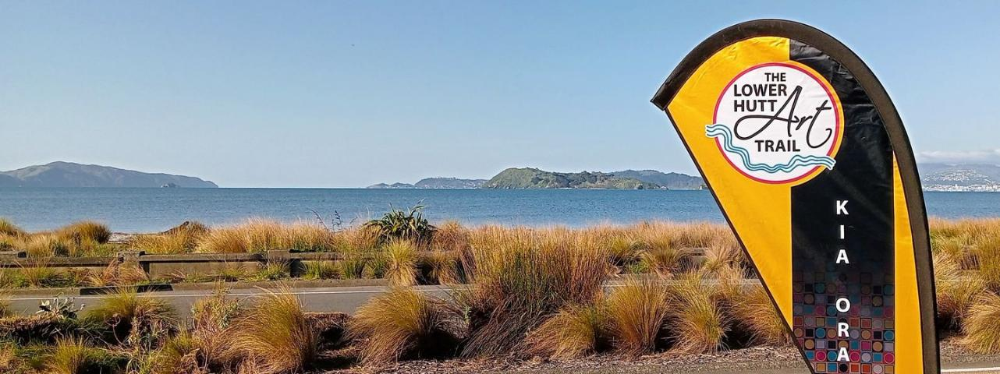 THE
LOWER
HUTT Art
TRAIL
KIA ORA